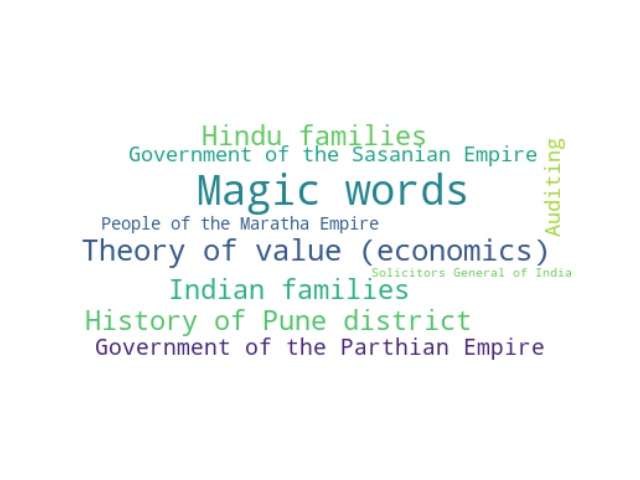 Hindu families
Government of the Sasanian Empire
Auditing
Magic words
People of the Maratha Empire
Theory of value (economics)
Solicitors General of India
Indian families
History of Pune district
Government of the Parthian Empire